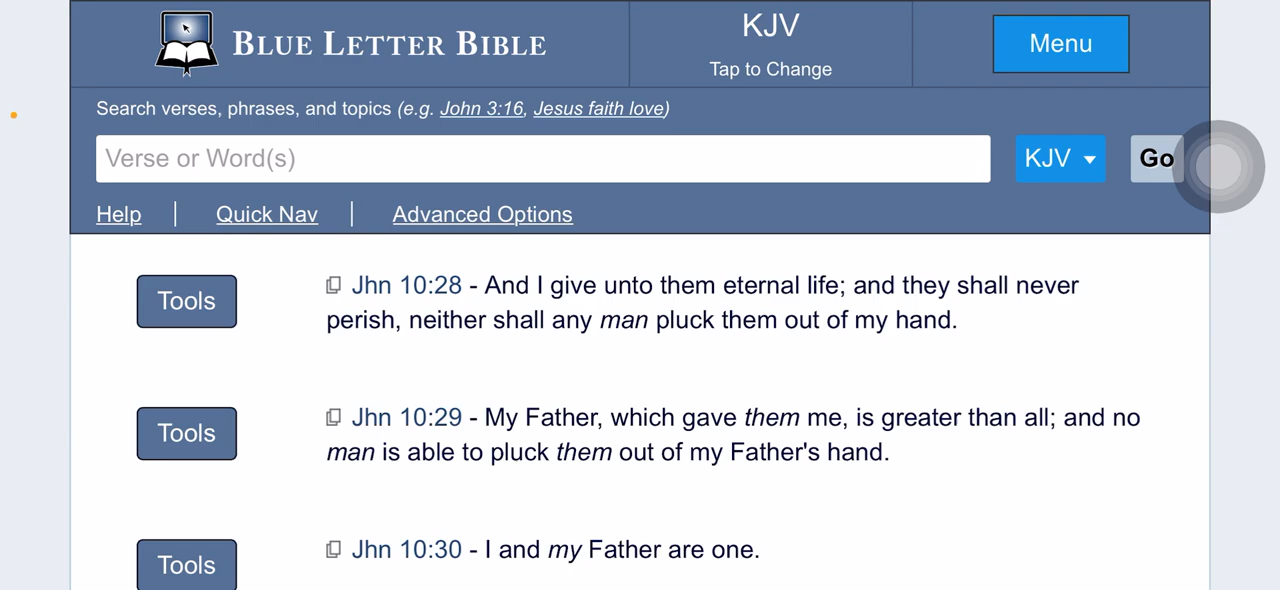 BLUE LETTER BIBLE
KJV
Tap to Change
Menu
Search verses, phrases, and topics (e.g. John 3:16, Jesus faith love)
Verse or Word(s)
KJV
Go
Help | Quick Nav | Advanced Options
Tools
Jhn 10:28 - And I give unto them eternal life; and they shall never
perish, neither shall any man pluck them out of my hand.
Tools
Jhn 10:29 - My Father, which gave them me, is greater than all; and no
man is able to pluck them out of my Father's hand.
Tools
Jhn 10:30 - I and my Father are one.